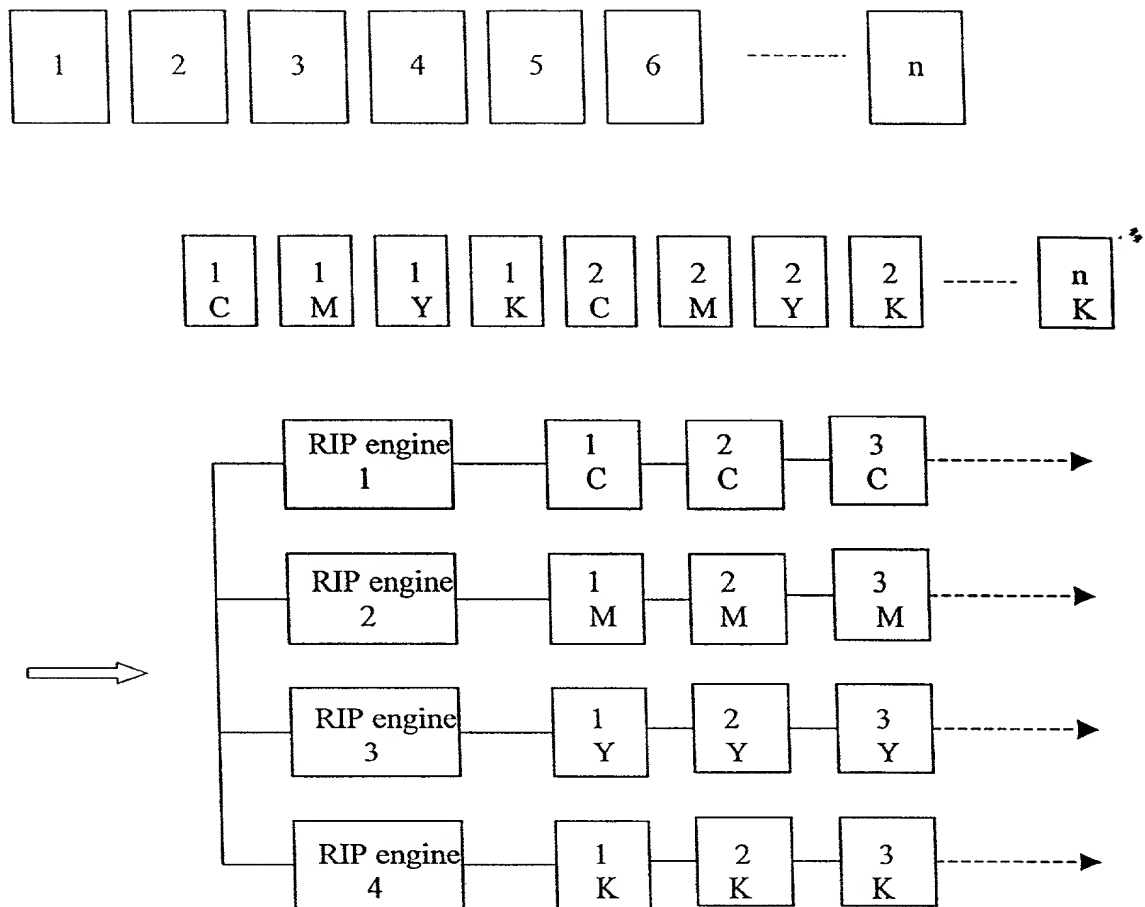 1 2 3 4 5 6 n
1 1 1 1 2 2 2 2 n
C M Y K C M Y K K
RIP engine 1 2 3
1 C C C
RIP engine 1 2 3
2 M M M
RIP engine 1 2 3
3 Y Y Y
RIP engine 1 2 3
4 K K K